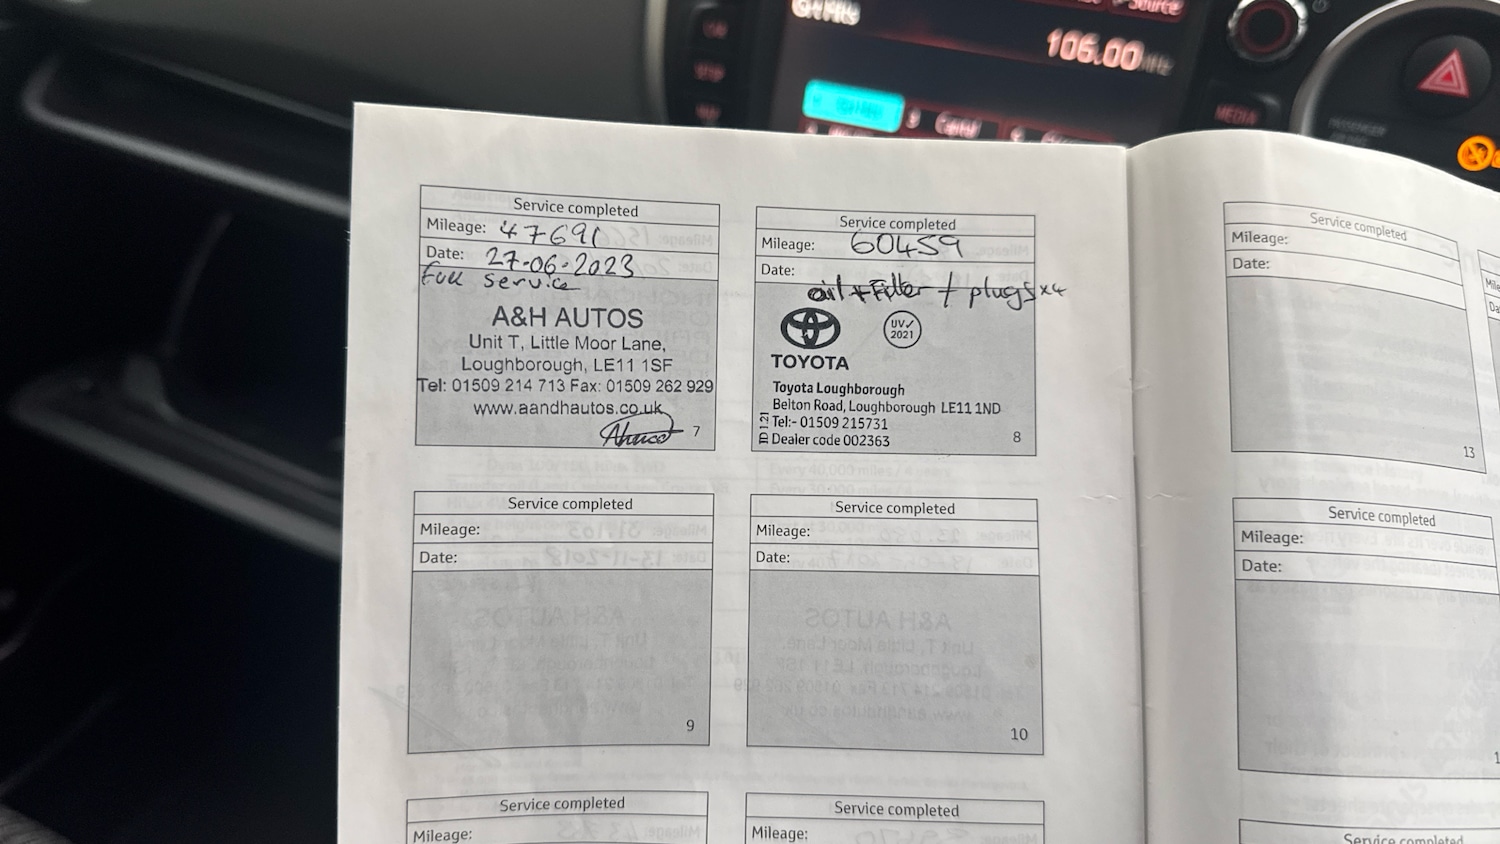 106.00
MEDIA
Service completed
Mileage: 47691
Date: 27-06-2023
Full Service
A&H AUTOS
Unit T, Little Moor Lane,
Loughborough, LE11 1SF
Tel: 01509 214 713 Fax: 01509 262 929
www.aandhautos.co.uk
7
Service completed
Mileage: 60459
Date:
oil + Filter + plugs x4
UV✓
2021
TOYOTA
Toyota Loughborough
Belton Road, Loughborough LE11 1ND
Tel:- 01509 215731
Dealer code 002363
ID 1.21
8
Service completed
Mileage:
Date:
9
Service completed
Mileage:
Date:
10
Service completed
Mileage:
Service completed
Mileage:
Service completed
Mileage:
Date:
13
Service completed
Mileage:
Date:
Service completed